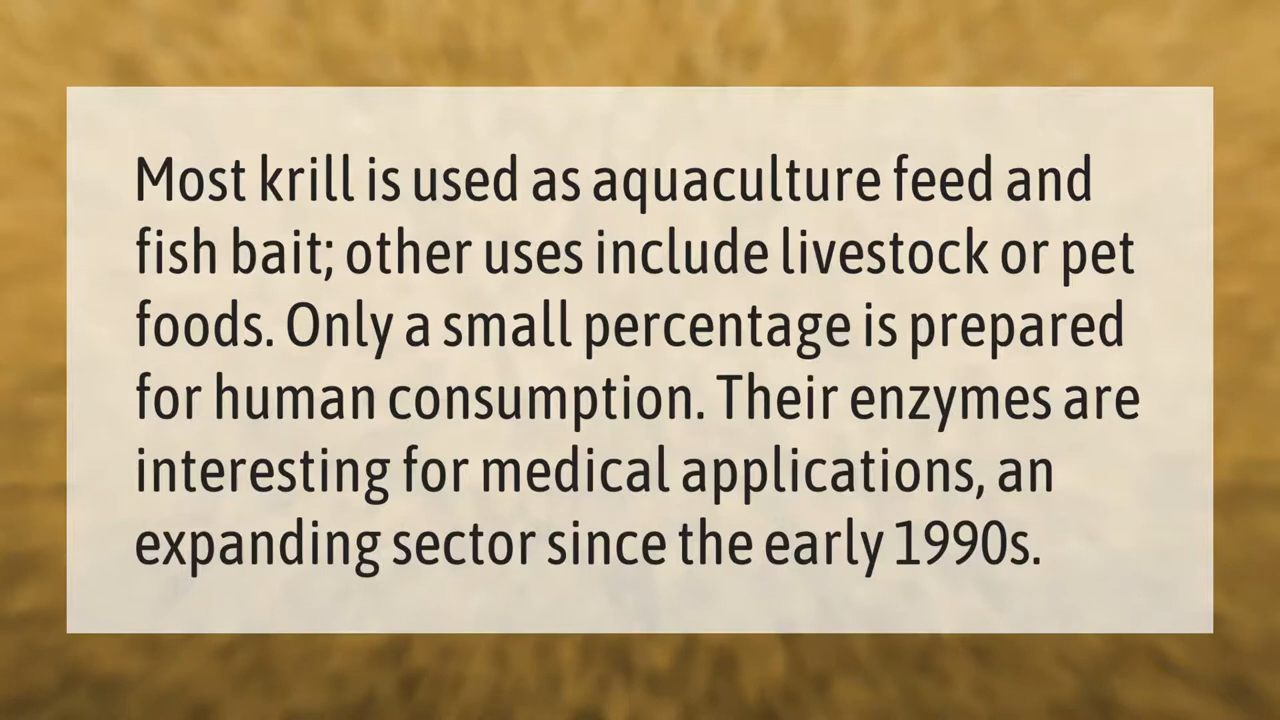 Most krill is used as aquaculture feed and
fish bait; other uses include livestock or pet
foods. Only a small percentage is prepared
for human consumption. Their enzymes are
interesting for medical applications, an
expanding sector since the early 1990s.